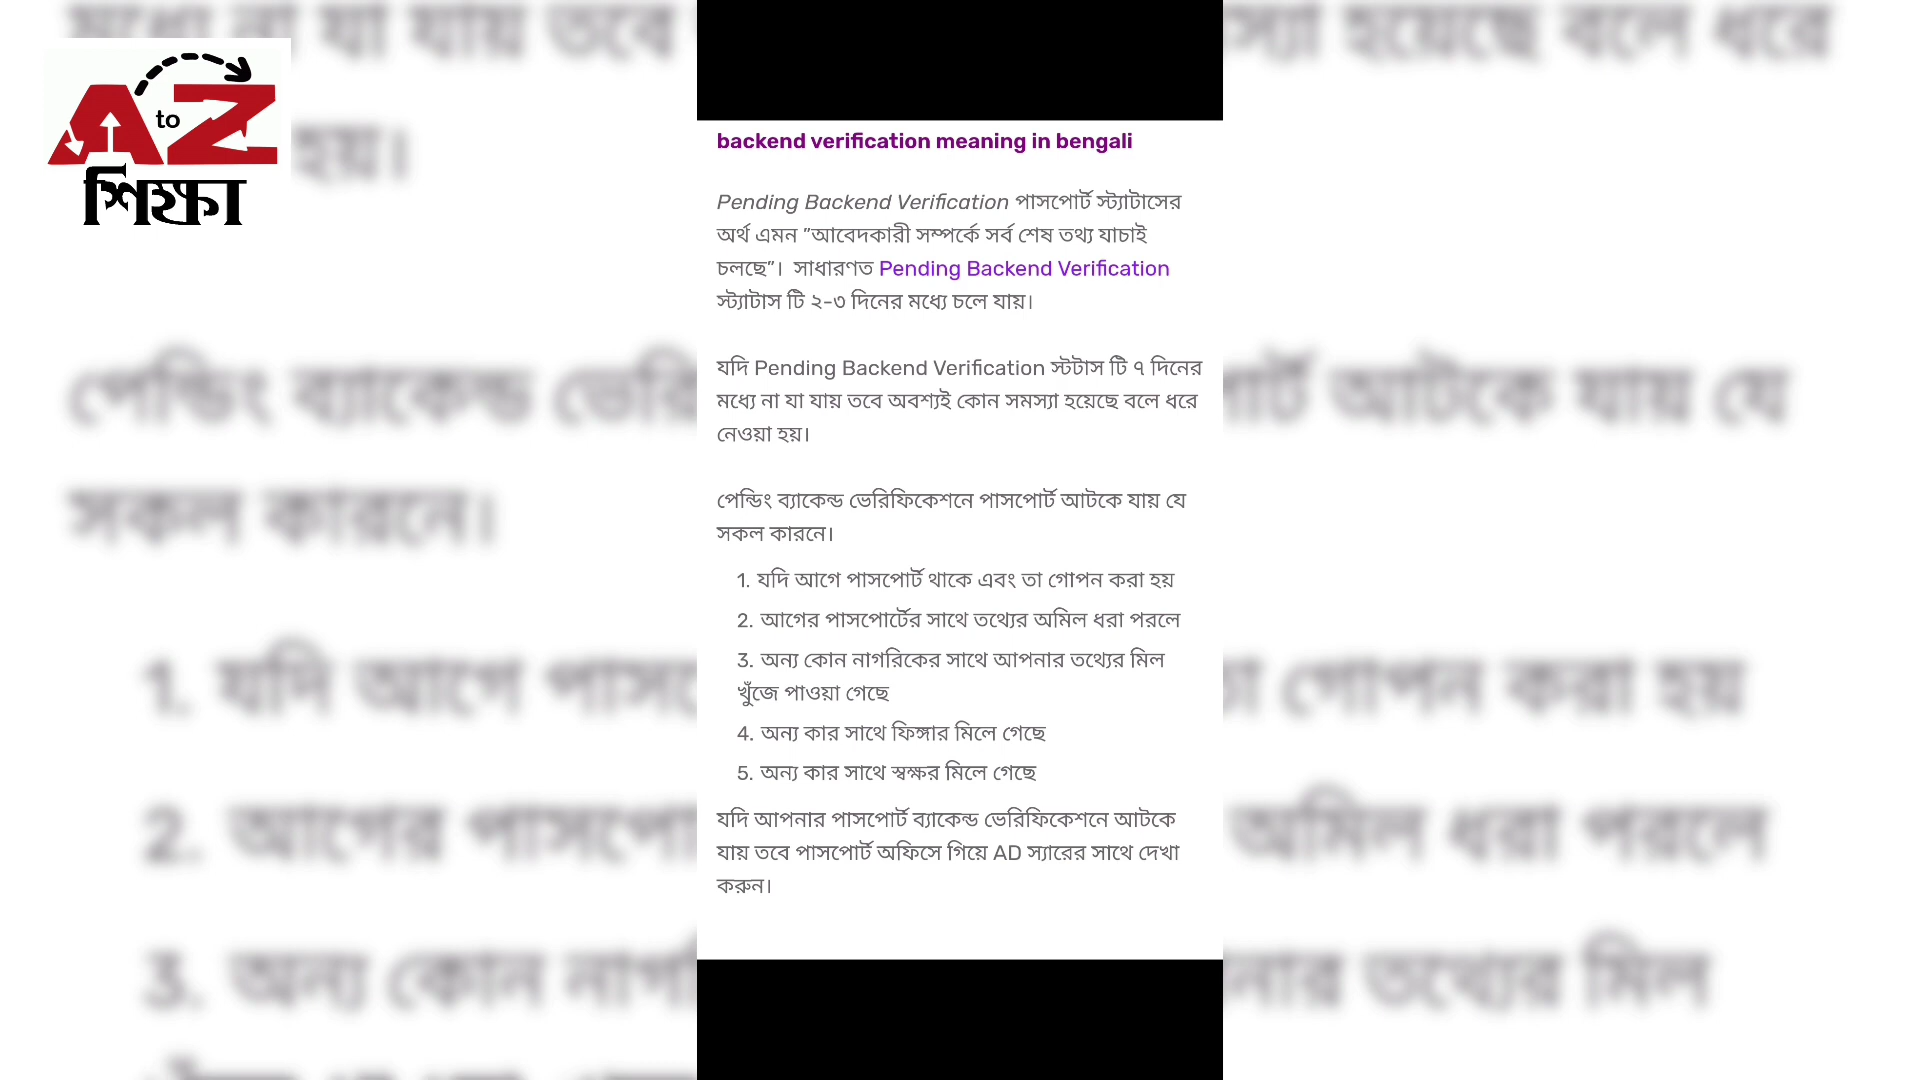 A to Z
শিক্ষা
backend verification meaning in bengali
Pending Backend Verification পাসপোর্ট স্ট্যাটাসের
অর্থ এমন "আবেদকারী সম্পর্কে সর্ব শেষ তথ্য যাচাই
চলছে"। সাধারণত Pending Backend Verification
স্ট্যাটাস টি ২-৩ দিনের মধ্যে চলে যায়।
যদি Pending Backend Verification স্টটাস টি ৭ দিনের
মধ্যে না যা যায় তবে অবশ্যই কোন সমস্যা হয়েছে বলে ধরে
নেওয়া হয়।
পেন্ডিং ব্যাকেন্ড ভেরিফিকেশনে পাসপোর্ট আটকে যায় যে
সকল কারনে।
1. যদি আগে পাসপোর্ট থাকে এবং তা গোপন করা হয়
2. আগের পাসপোর্টের সাথে তথ্যের অমিল ধরা পরলে
3. অন্য কোন নাগরিকের সাথে আপনার তথ্যের মিল
খুঁজে পাওয়া গেছে
4. অন্য কার সাথে ফিঙ্গার মিলে গেছে
5. অন্য কার সাথে স্বক্ষর মিলে গেছে
যদি আপনার পাসপোর্ট ব্যাকেন্ড ভেরিফিকেশনে আটকে
যায় তবে পাসপোর্ট অফিসে গিয়ে AD স্যারের সাথে দেখা
করুন।